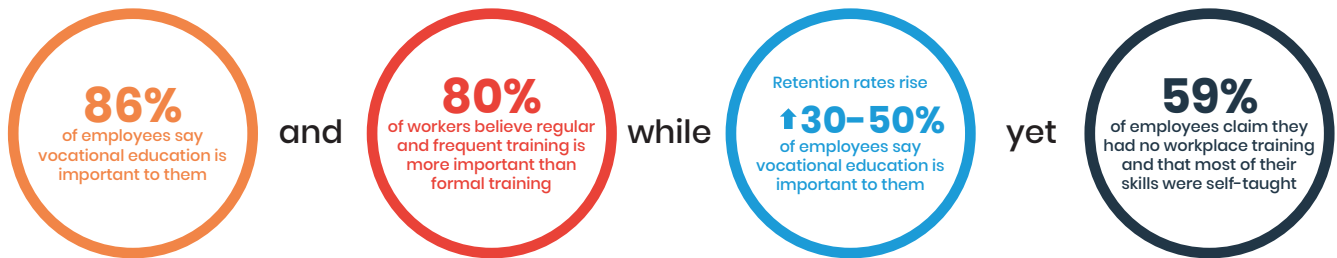 86%
of employees say
vocational education is
important to them
and
80%
of workers believe regular
and frequent training is
more important than
formal training
while
Retention rates rise
⬆30–50%
of employees say
vocational education is
important to them
yet
59%
of employees claim they
had no workplace training
and that most of their
skills were self-taught